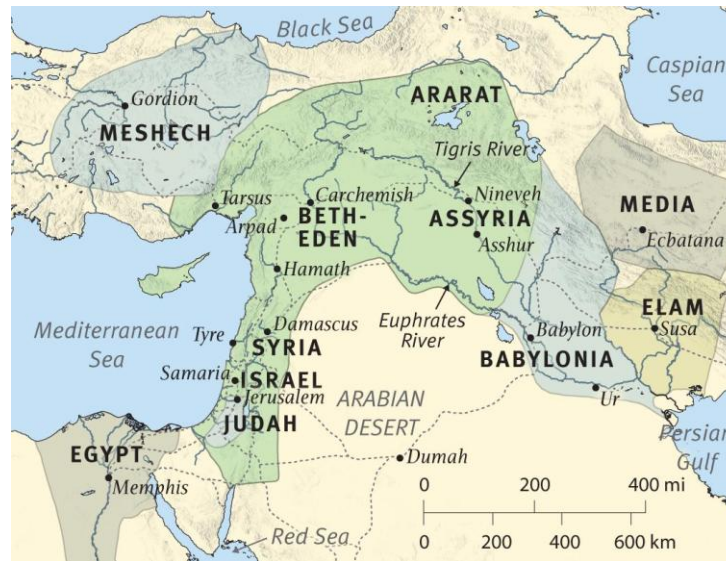 Black Sea
Caspian
Sea
Gordion
MESHECH
ARARAT
Tigris River
Tarsus
Carchemish
Nineveh
MEDIA
Arpad
BETH-
EDEN
ASSYRIA
Ecbatana
Asshur
Hamath
ELAM
Mediterranean
Sea
Euphrates
River
Babylon
Susa
Tyre
Damascus
SYRIA
BABYLONIA
Samaria
ISRAEL
Jerusalem
JUDAH
ARABIAN
DESERT
Ur
Persian
Gulf
EGYPT
Memphis
Dumah
0 200 400 mi
Red Sea
0 200 400 600 km